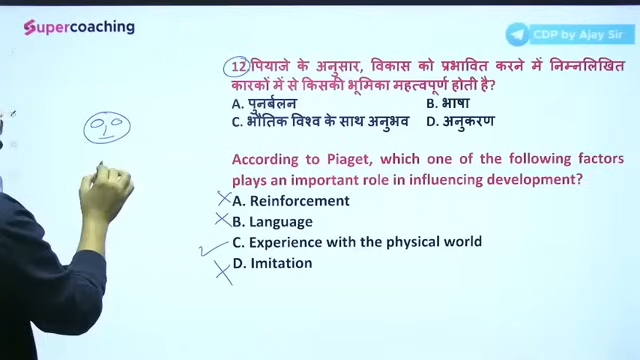 Supercoaching
CDP by Ajay Sir
12 पियाजे के अनुसार, विकास को प्रभावित करने में निम्नलिखित
कारकों में से किसकी भूमिका महत्वपूर्ण होती है?
A. पुनर्बलन B. भाषा
C. भौतिक विश्व के साथ अनुभव D. अनुकरण
According to Piaget, which one of the following factors
plays an important role in influencing development?
A. Reinforcement
B. Language
C. Experience with the physical world
D. Imitation